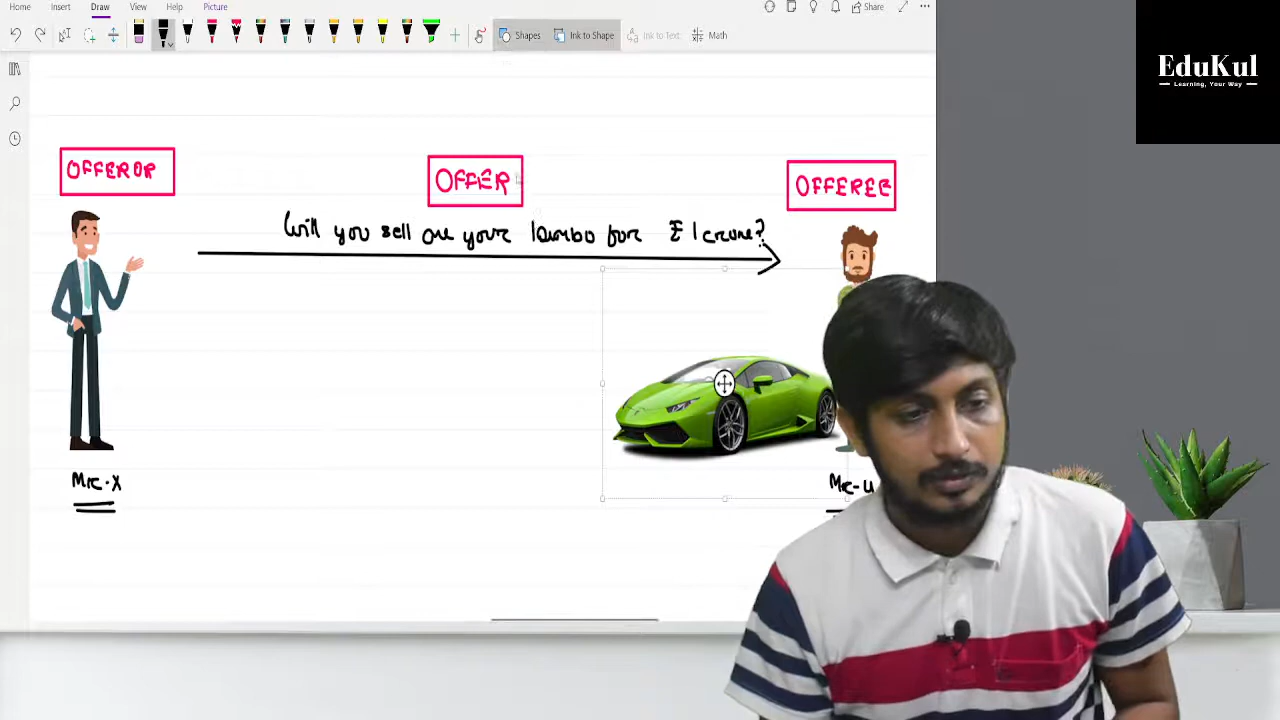 Home Insert Draw View Help Picture Share
Shapes Ink to Shape Ink to Text Math
EduKul
Learning, Your Way
OFFEROR
OFFER
OFFEREE
Will you sell me your lambo for ₹ 1 crore?
Mr. X